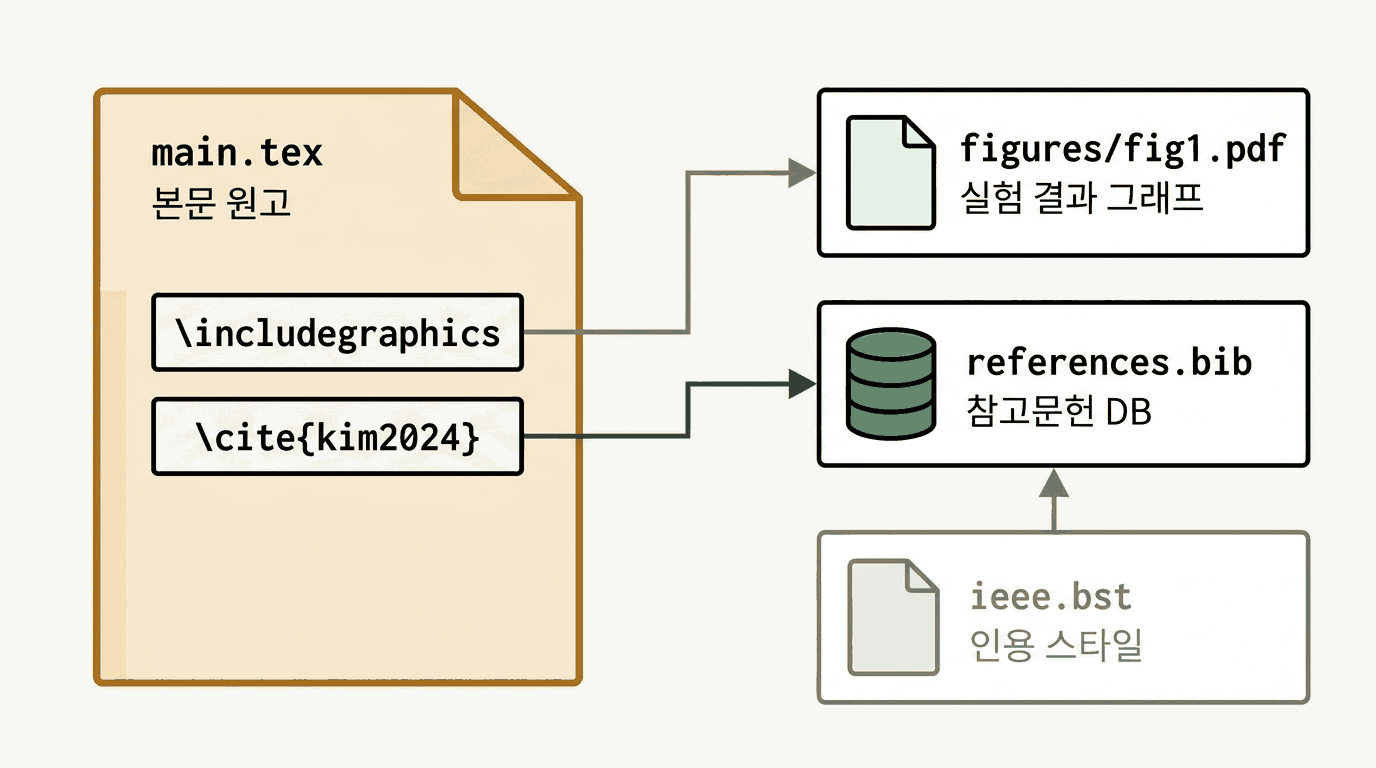 main.tex
본문 원고
\includegraphics
\cite{kim2024}
figures/fig1.pdf
실험 결과 그래프
references.bib
참고문헌 DB
ieee.bst
인용 스타일